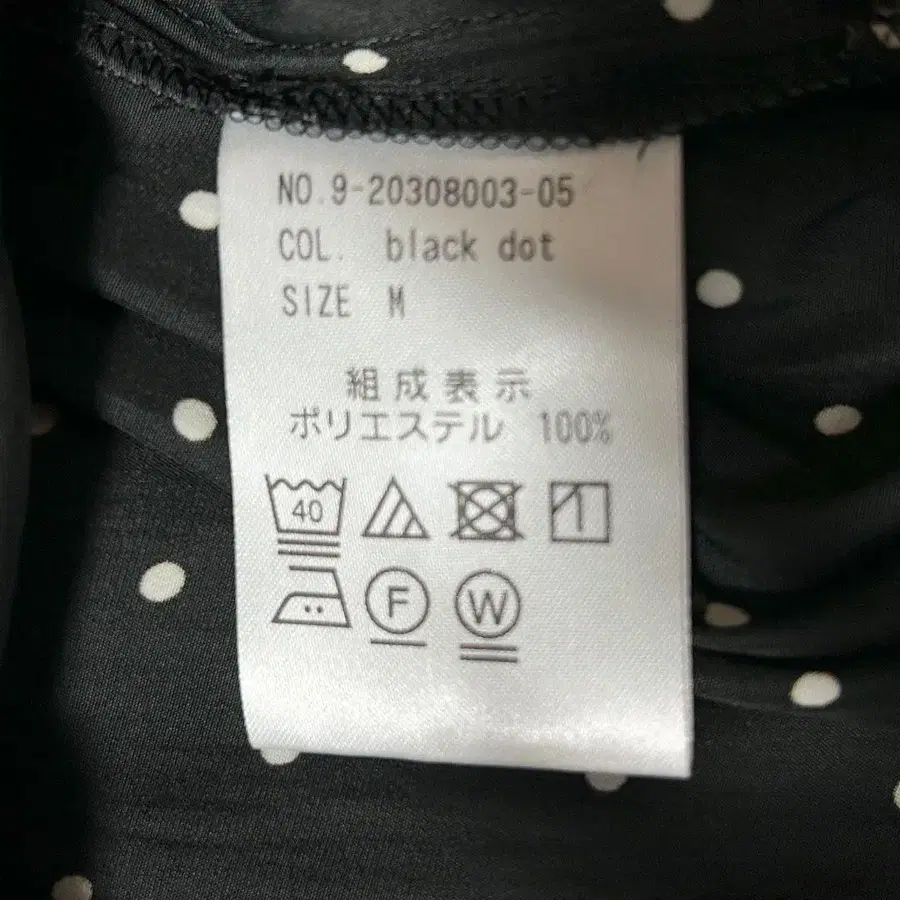 NO.9-20308003-05
COL. black dot
SIZE M
組成表示
ポリエステル 100%
40
F W